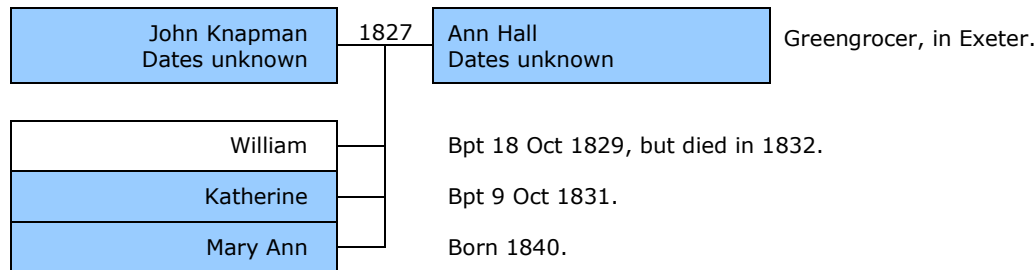 John Knapman
Dates unknown
1827
Ann Hall
Dates unknown
Greengrocer, in Exeter.
William
Bpt 18 Oct 1829, but died in 1832.
Katherine
Bpt 9 Oct 1831.
Mary Ann
Born 1840.